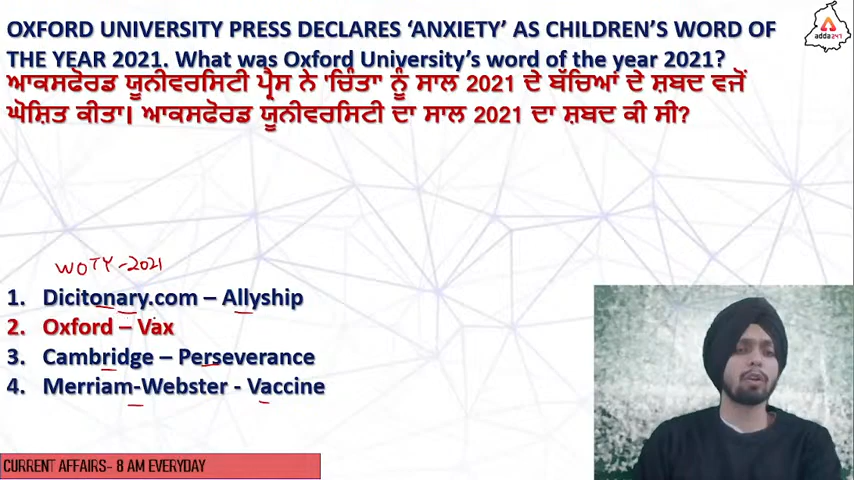 OXFORD UNIVERSITY PRESS DECLARES ‘ANXIETY’ AS CHILDREN’S WORD OF
THE YEAR 2021. What was Oxford University’s word of the year 2021?
ਆਕਸਫੋਰਡ ਯੂਨੀਵਰਸਿਟੀ ਪ੍ਰੈਸ ਨੇ 'ਚਿੰਤਾ' ਨੂੰ ਸਾਲ 2021 ਦੇ ਬੱਚਿਆਂ ਦੇ ਸ਼ਬਦ ਵਜੋਂ
ਘੋਸ਼ਿਤ ਕੀਤਾ। ਆਕਸਫੋਰਡ ਯੂਨੀਵਰਸਿਟੀ ਦਾ ਸਾਲ 2021 ਦਾ ਸ਼ਬਦ ਕੀ ਸੀ?
adda247
WOTY-2021
1. Dicitonary.com – Allyship
2. Oxford – Vax
3. Cambridge – Perseverance
4. Merriam-Webster - Vaccine
CURRENT AFFAIRS- 8 AM EVERYDAY